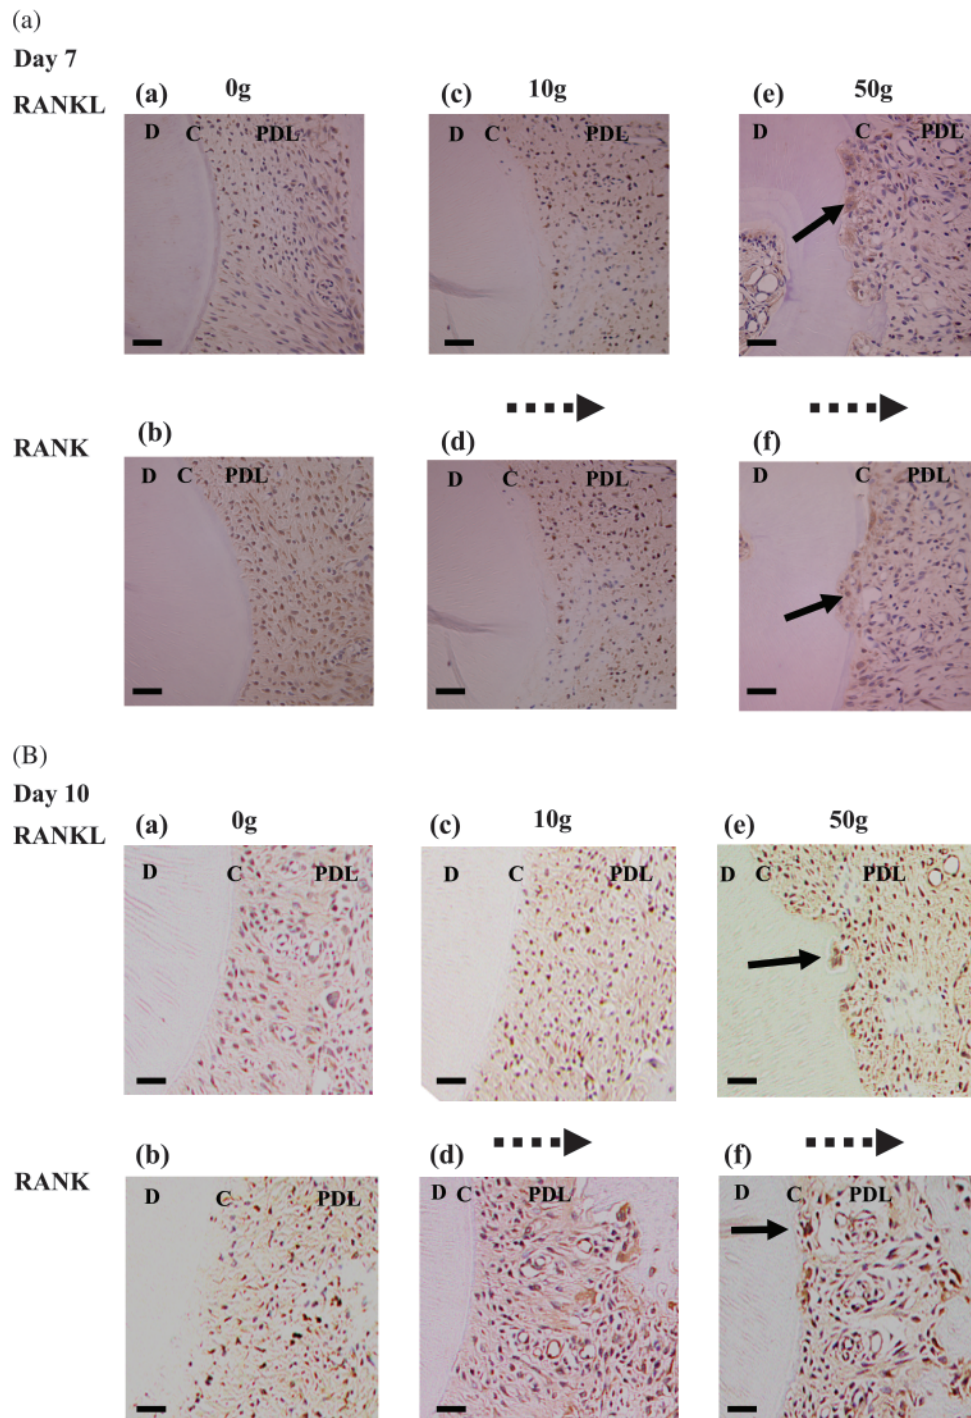 (a)
Day 7
RANKL (a) 0g (c) 10g (e) 50g
D C PDL D C PDL D C PDL
RANK (b) (d) (f)
D C PDL D C PDL D C PDL
(B)
Day 10
RANKL (a) 0g (c) 10g (e) 50g
D C PDL D C PDL D C PDL
RANK (b) (d) (f)
D C PDL D C PDL D C PDL